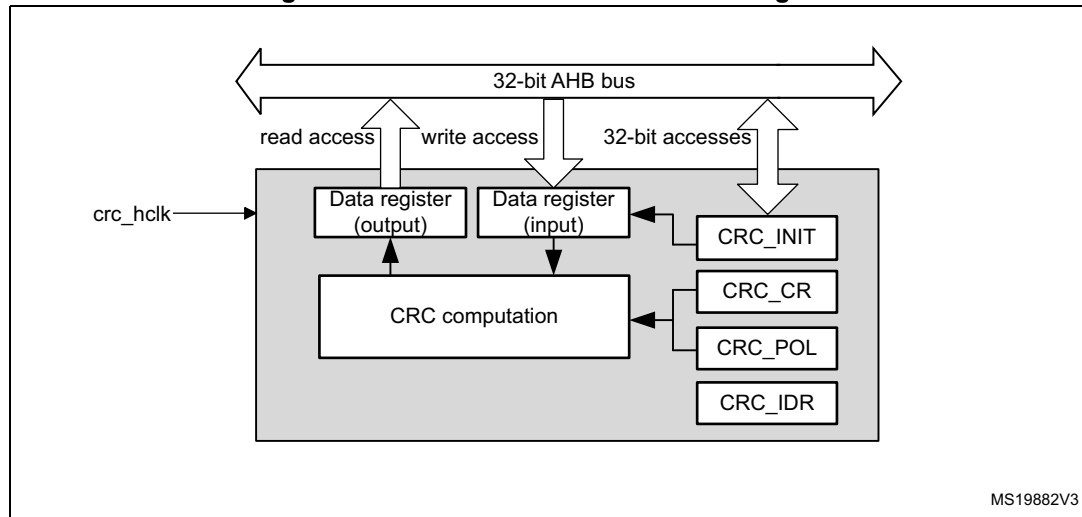 32-bit AHB bus
read access
write access
32-bit accesses
Data register
(output)
Data register
(input)
crc_hclk
CRC_INIT
CRC_CR
CRC computation
CRC_POL
CRC_IDR
MS19882V3